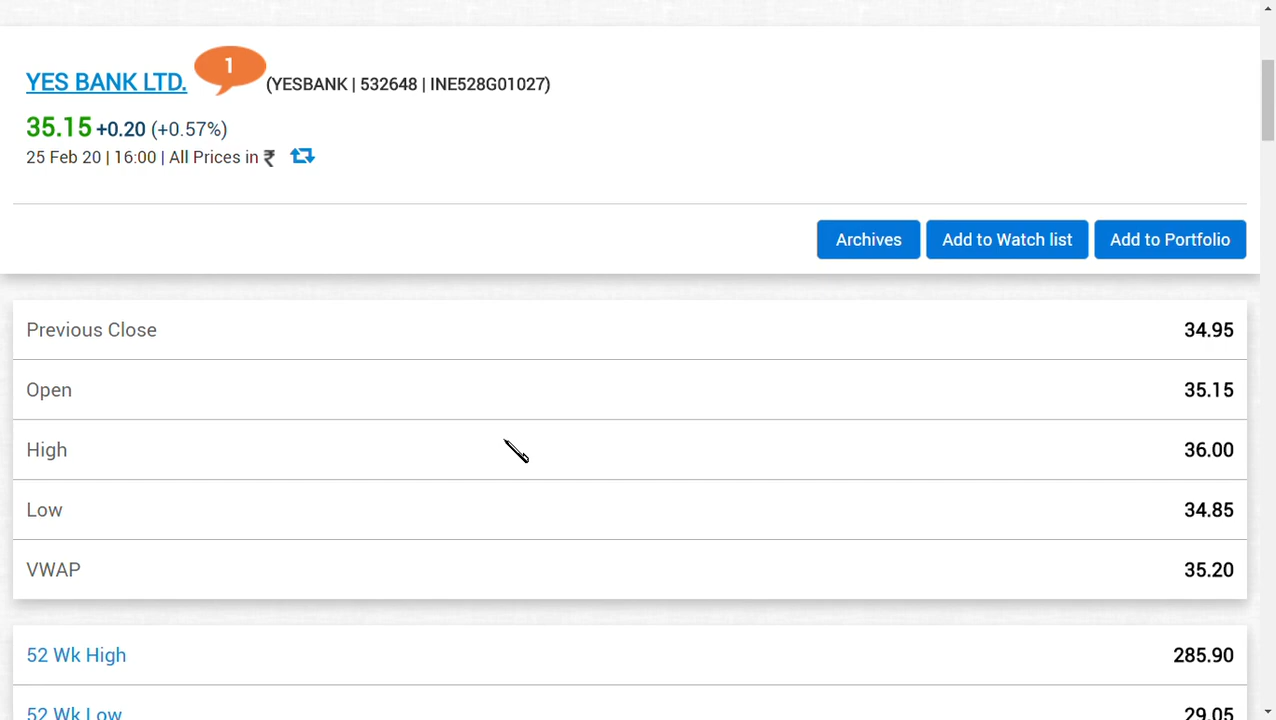 YES BANK LTD. 1 (YESBANK | 532648 | INE528G01027)
35.15 +0.20 (+0.57%)
25 Feb 20 | 16:00 | All Prices in ₹
Archives Add to Watch list Add to Portfolio
Previous Close 34.95
Open 35.15
High 36.00
Low 34.85
VWAP 35.20
52 Wk High 285.90
52 Wk Low 29.05